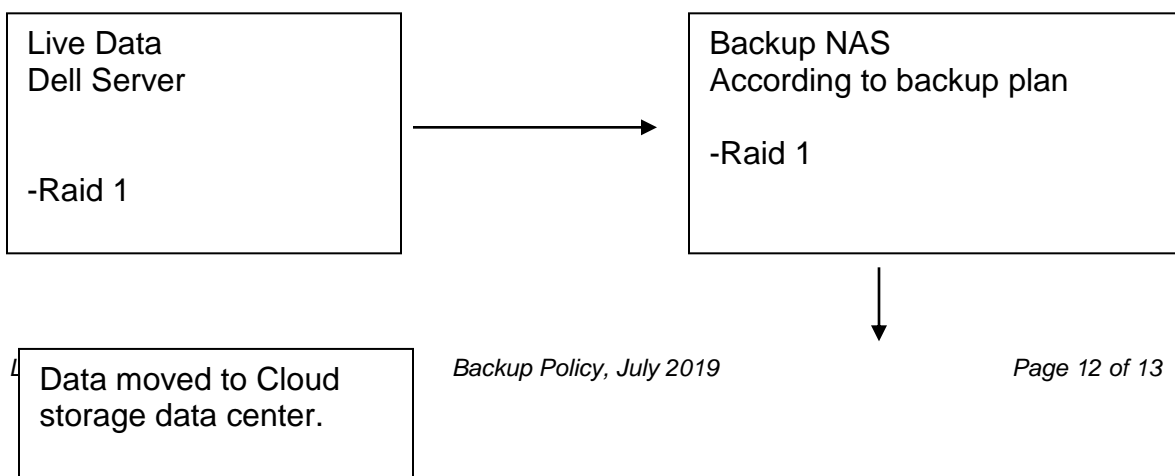 Live Data
Dell Server
-Raid 1
Backup NAS
According to backup plan
-Raid 1
Backup Policy, July 2019
Page 12 of 13
Data moved to Cloud
storage data center.